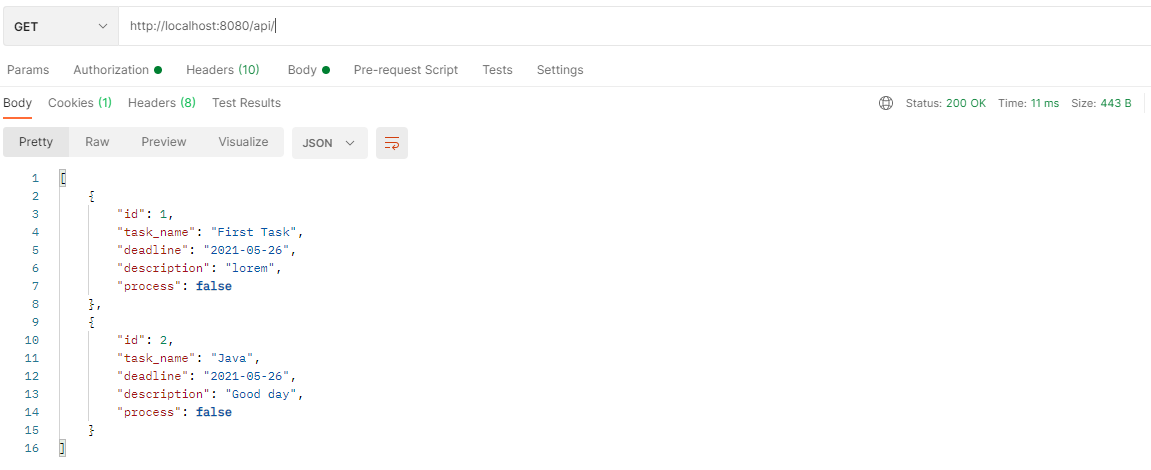 GET http://localhost:8080/api/
Params Authorization Headers (10) Body Pre-request Script Tests Settings
Body Cookies (1) Headers (8) Test Results Status: 200 OK Time: 11 ms Size: 443 B
Pretty Raw Preview Visualize JSON
1 [
2 {
3 "id": 1,
4 "task_name": "First Task",
5 "deadline": "2021-05-26",
6 "description": "lorem",
7 "process": false
8 },
9 {
10 "id": 2,
11 "task_name": "Java",
12 "deadline": "2021-05-26",
13 "description": "Good day",
14 "process": false
15 }
16 ]